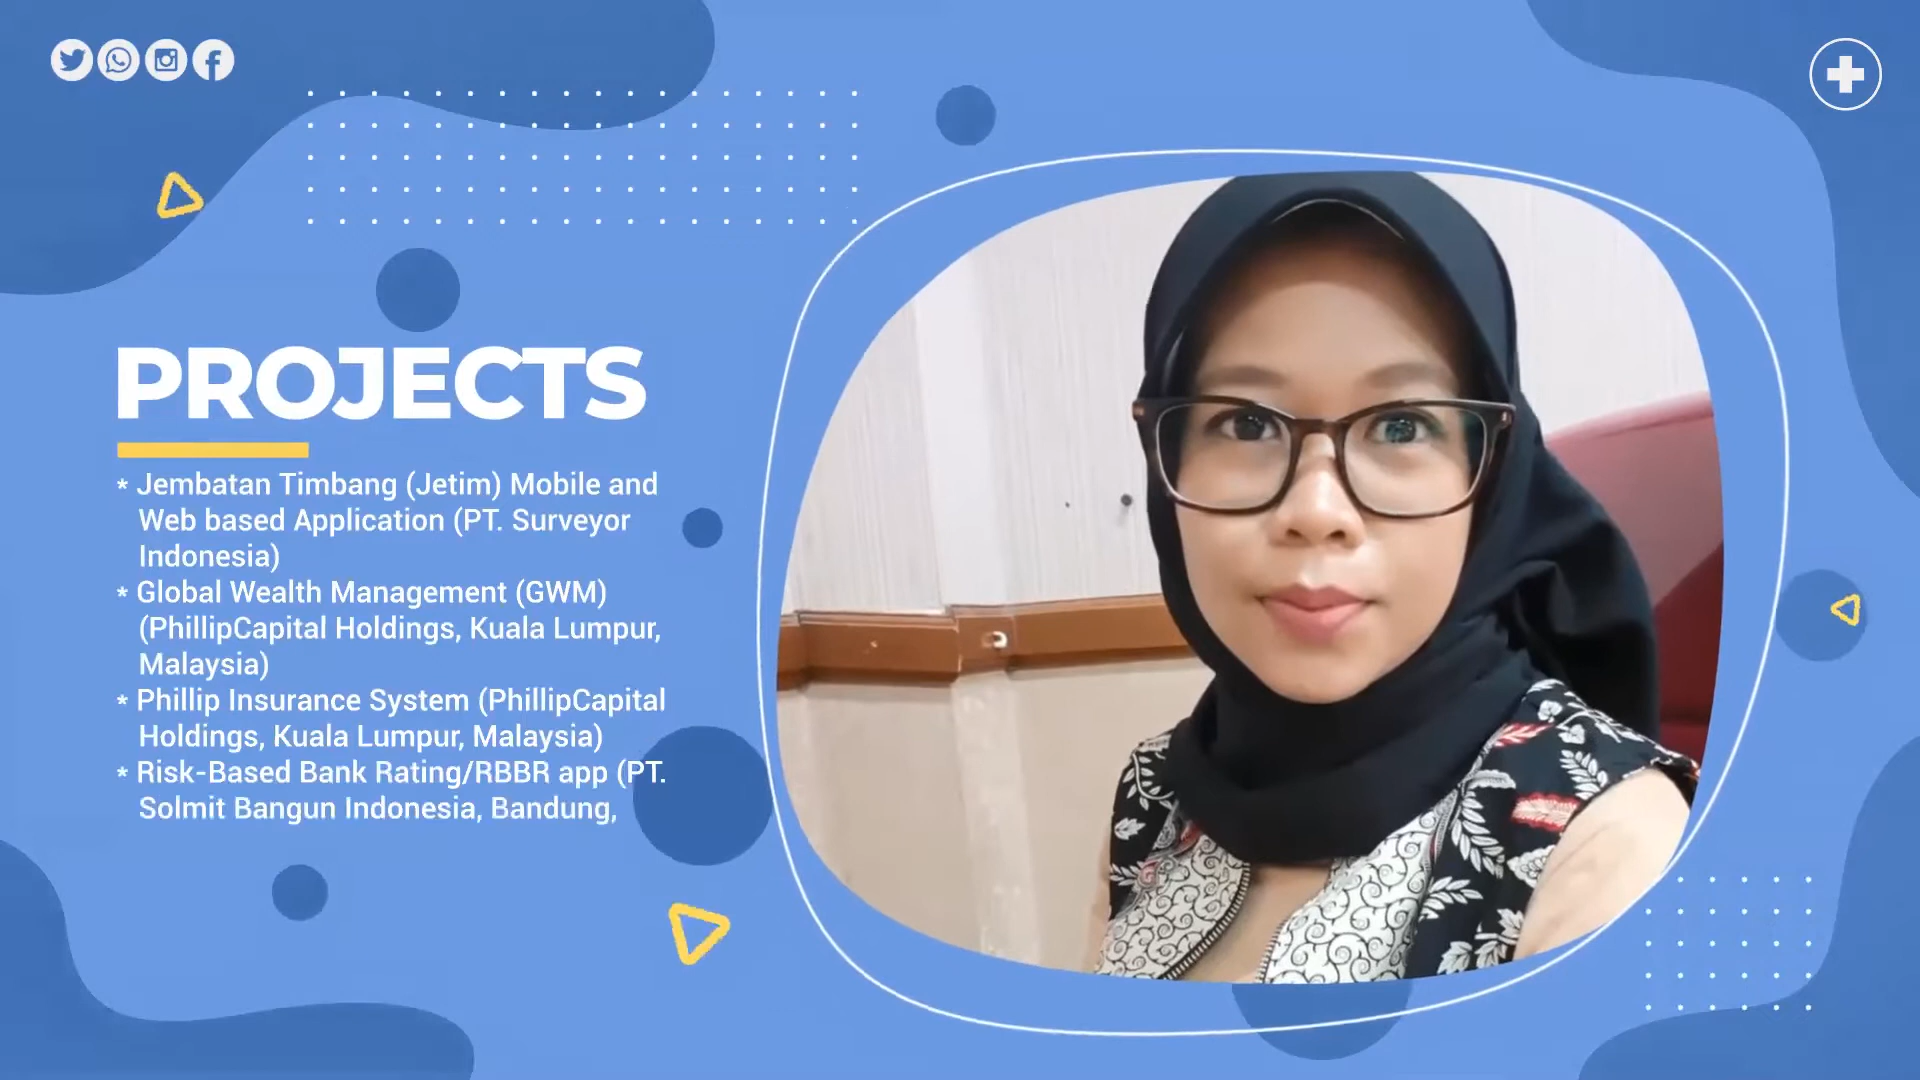 PROJECTS
* Jembatan Timbang (Jetim) Mobile and
Web based Application (PT. Surveyor
Indonesia)
* Global Wealth Management (GWM)
(PhillipCapital Holdings, Kuala Lumpur,
Malaysia)
* Phillip Insurance System (PhillipCapital
Holdings, Kuala Lumpur, Malaysia)
* Risk-Based Bank Rating/RBBR app (PT.
Solmit Bangun Indonesia, Bandung,